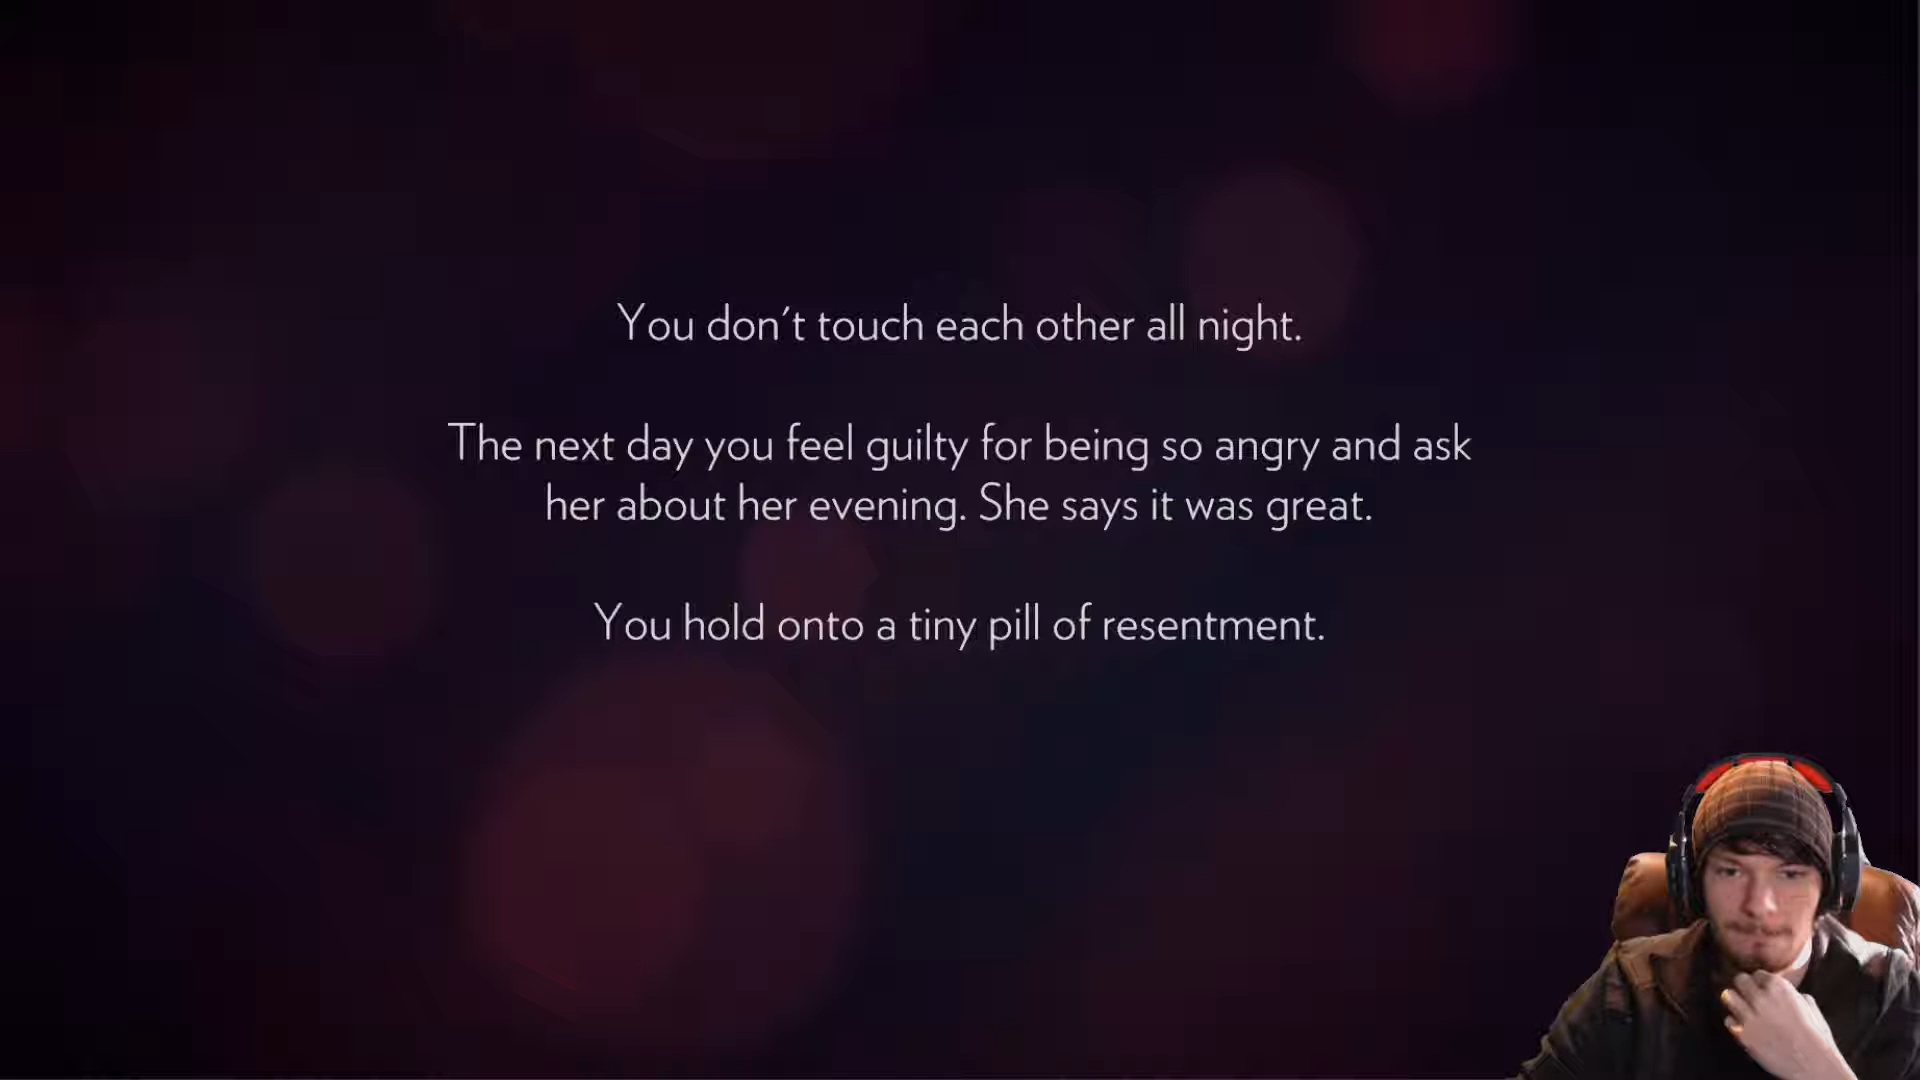 You don't touch each other all night.
The next day you feel guilty for being so angry and ask
her about her evening. She says it was great.
You hold onto a tiny pill of resentment.